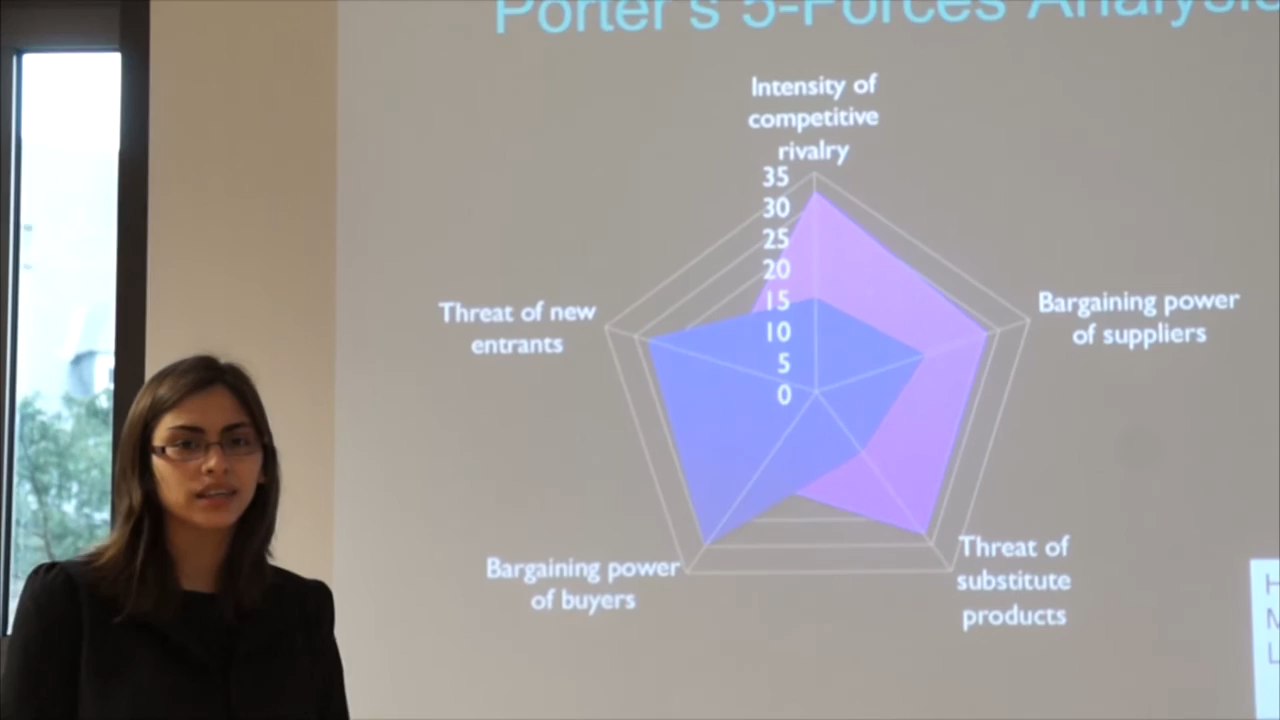 Porter's 5-Forces Analysis
Intensity of
competitive
rivalry
35
30
25
20
15
10
5
0
Threat of new
entrants
Bargaining power
of suppliers
Bargaining power
of buyers
Threat of
substitute
products
H
M
L